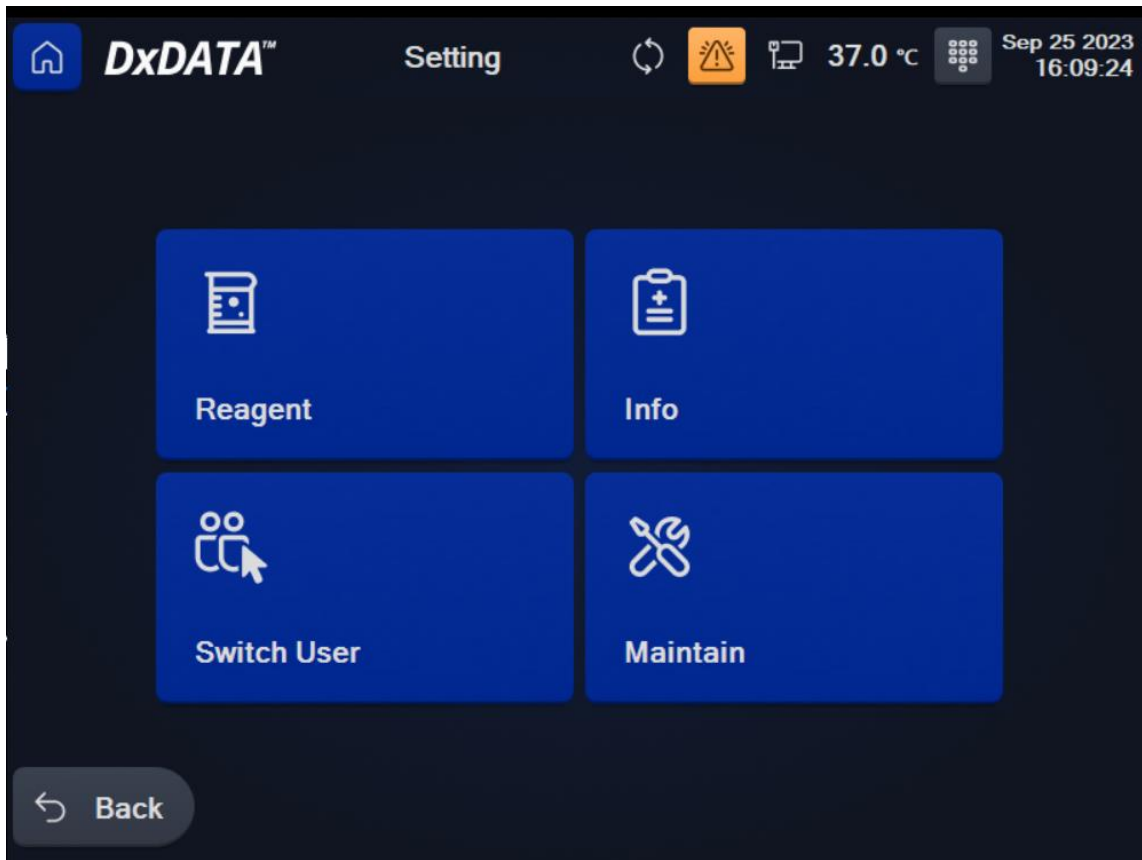 DxDATA™
Setting
37.0 °C
Sep 25 2023
16:09:24
Reagent
Info
Switch User
Maintain
Back